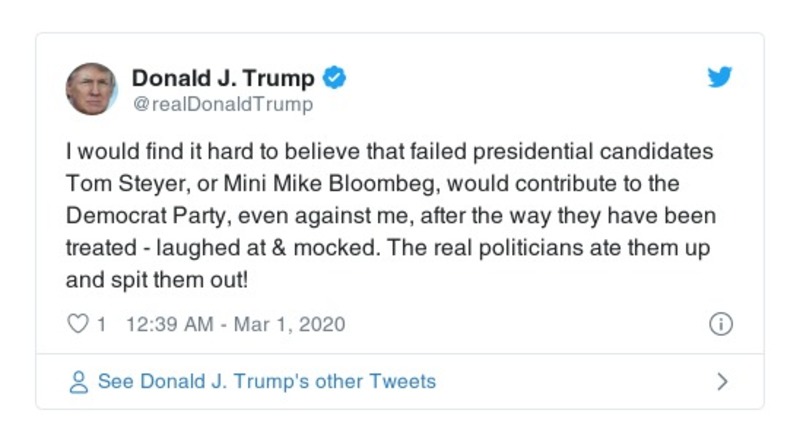 Donald J. Trump
@realDonaldTrump
I would find it hard to believe that failed presidential candidates
Tom Steyer, or Mini Mike Bloombeg, would contribute to the
Democrat Party, even against me, after the way they have been
treated - laughed at & mocked. The real politicians ate them up
and spit them out!
1 12:39 AM - Mar 1, 2020
See Donald J. Trump's other Tweets